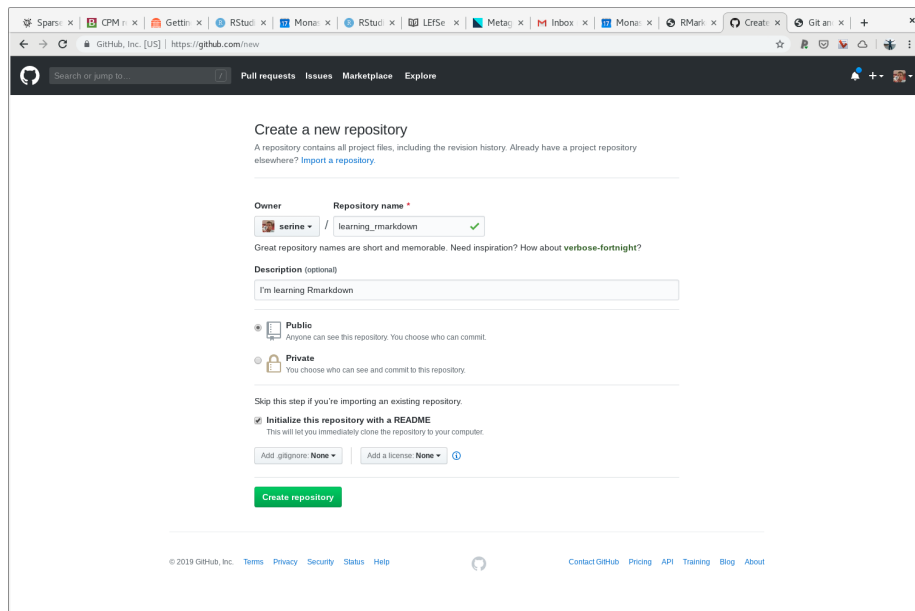 Sparse CPM r Gettin RStudi Monas RStudi LEfSe Metag Inbox Monas RMark Create Git and
GitHub, Inc. [US] | https://github.com/new
Search or jump to... / Pull requests Issues Marketplace Explore
Create a new repository
A repository contains all project files, including the revision history. Already have a project repository
elsewhere? Import a repository.
Owner Repository name *
serine / learning_rmarkdown
Great repository names are short and memorable. Need inspiration? How about verbose-fortnight?
Description (optional)
I'm learning Rmarkdown
Public
Anyone can see this repository. You choose who can commit.
Private
You choose who can see and commit to this repository.
Skip this step if you're importing an existing repository.
Initialize this repository with a README
This will let you immediately clone the repository to your computer.
Add .gitignore: None Add a license: None
Create repository
© 2019 GitHub, Inc. Terms Privacy Security Status Help Contact GitHub Pricing API Training Blog About